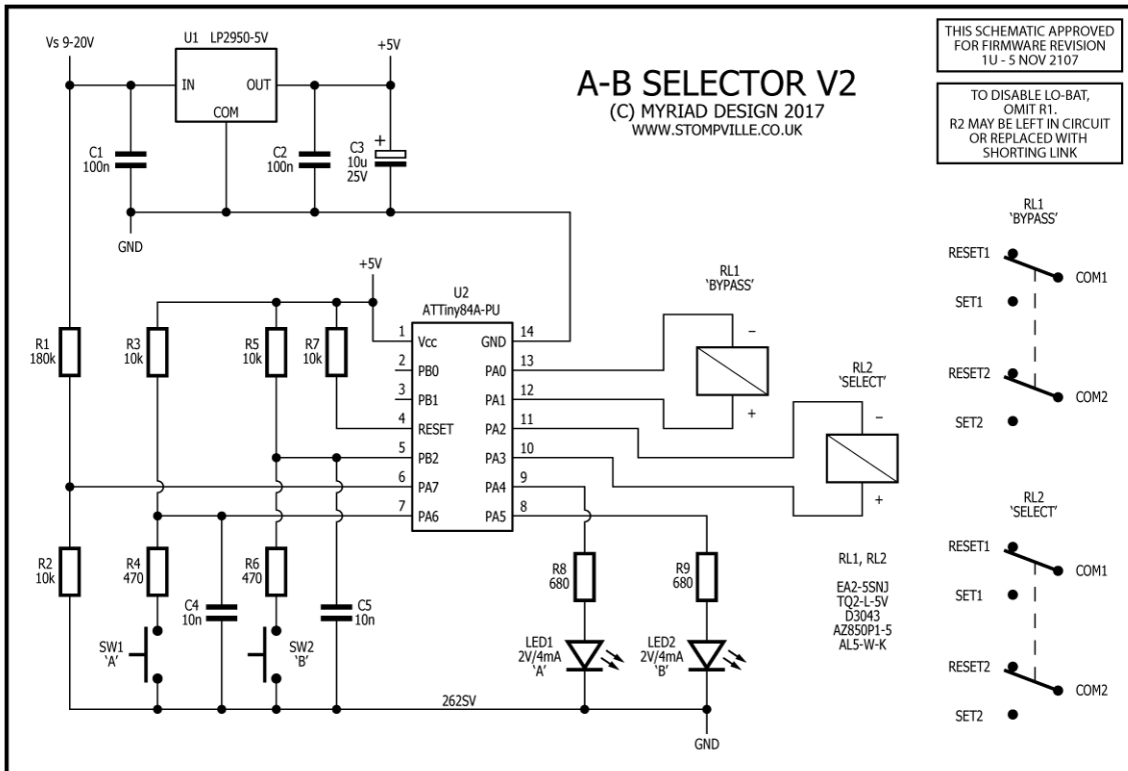 Vs 9-20V
U1 LP2950-5V
+5V
IN
OUT
COM
C1
100n
C2
100n
+
C3
10u
25V
GND
A-B SELECTOR V2
(C) MYRIAD DESIGN 2017
WWW.STOMPVILLE.CO.UK
THIS SCHEMATIC APPROVED
FOR FIRMWARE REVISION
1U - 5 NOV 2107
TO DISABLE LO-BAT,
OMIT R1.
R2 MAY BE LEFT IN CIRCUIT
OR REPLACED WITH
SHORTING LINK
+5V
U2
ATTiny84A-PU
R1
180k
R3
10k
R5
10k
R7
10k
1
Vcc
GND
14
2
PB0
PA0
13
3
PB1
PA1
12
4
RESET
PA2
11
5
PB2
PA3
10
6
PA7
PA4
9
7
PA6
PA5
8
RL1
'BYPASS'
−
+
RL2
'SELECT'
−
+
R2
10k
R4
470
R6
470
C4
10n
C5
10n
SW1
'A'
SW2
'B'
R8
680
R9
680
LED1
2V/4mA
'A'
LED2
2V/4mA
'B'
262SV
GND
RL1, RL2
EA2-5SNJ
TQ2-L-5V
D3043
AZ850P1-5
AL5-W-K
RL1
'BYPASS'
RESET1
COM1
SET1
RESET2
COM2
SET2
RL2
'SELECT'
RESET1
COM1
SET1
RESET2
COM2
SET2